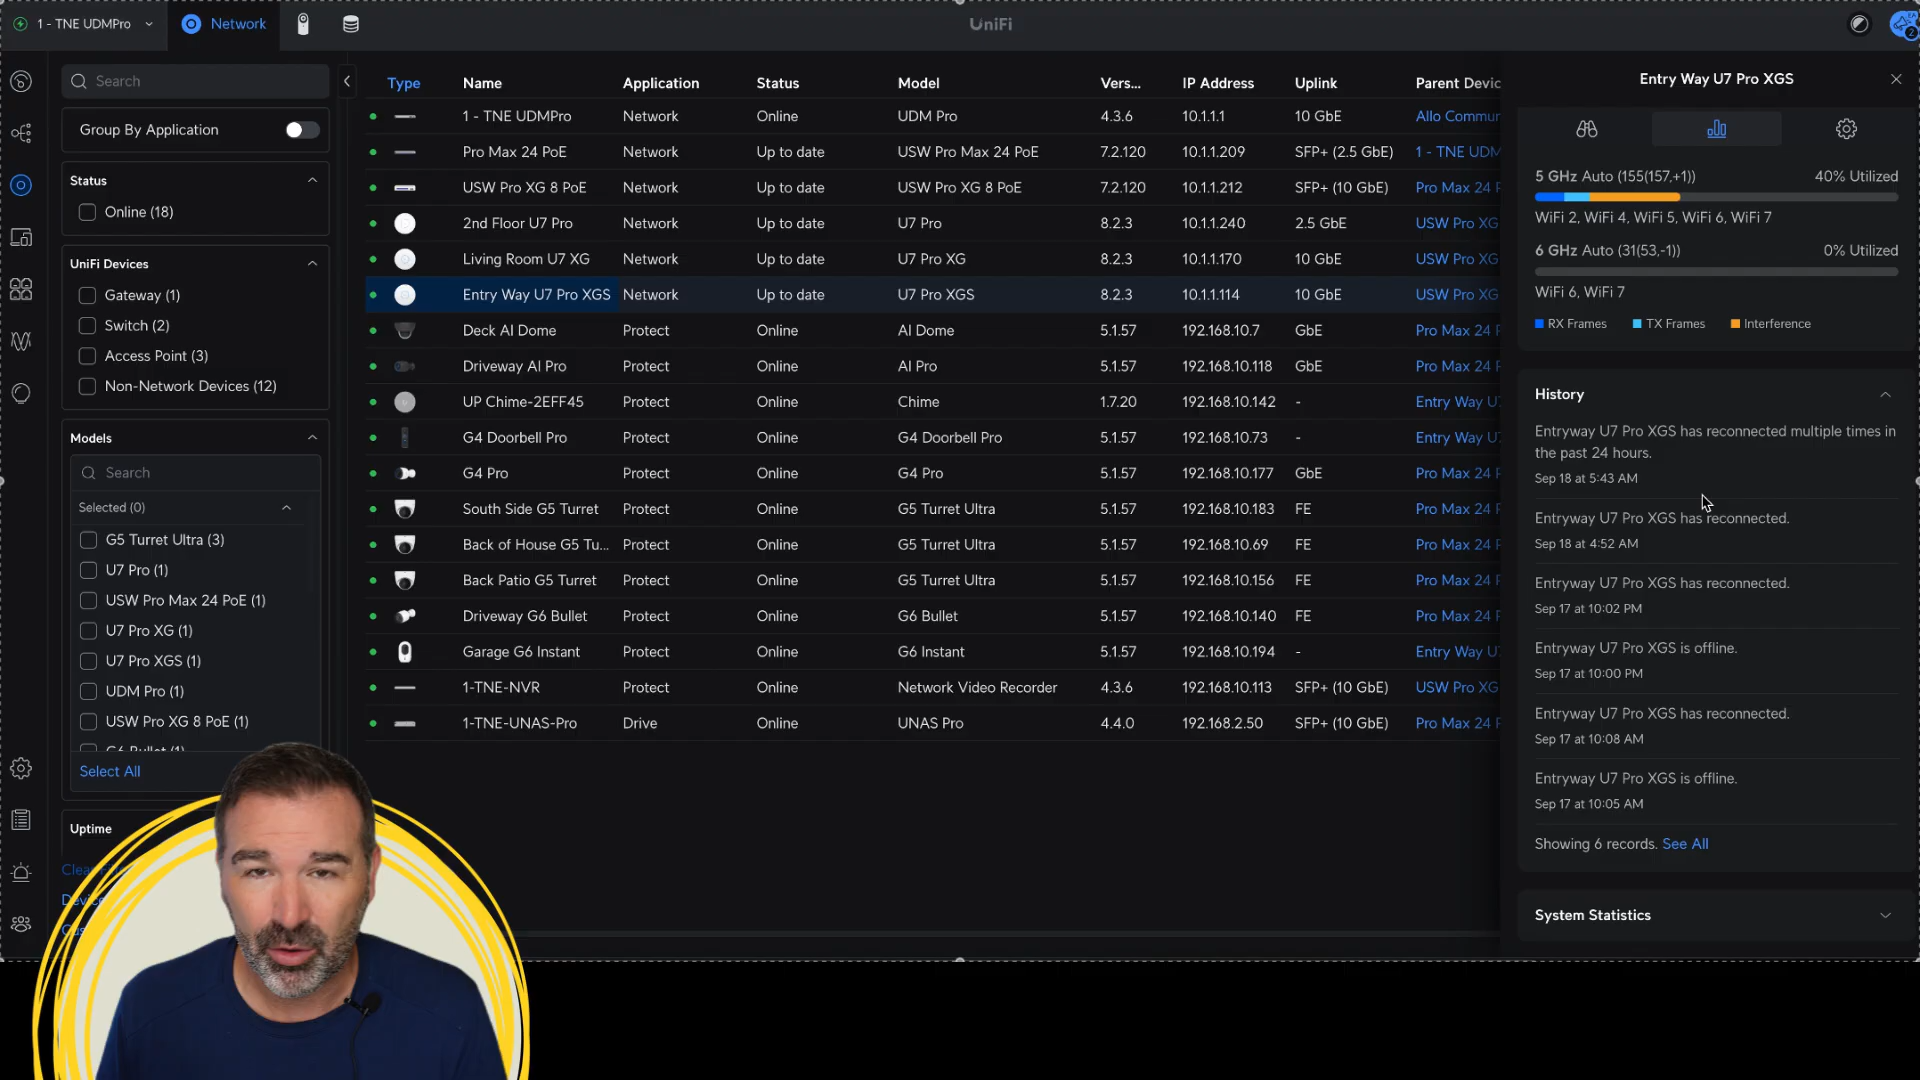 1 - TNE UDMPro
Network
UniFi
2
Search
Group By Application
Status
Online (18)
UniFi Devices
Gateway (1)
Switch (2)
Access Point (3)
Non-Network Devices (12)
Models
Search
Selected (0)
G5 Turret Ultra (3)
U7 Pro (1)
USW Pro Max 24 PoE (1)
U7 Pro XG (1)
U7 Pro XGS (1)
UDM Pro (1)
USW Pro XG 8 PoE (1)
G6 Bullet (1)
Select All
Uptime
Type Name Application Status Model Vers... IP Address Uplink Parent Devic
1 - TNE UDMPro Network Online UDM Pro 4.3.6 10.1.1.1 10 GbE Allo Commun
Pro Max 24 PoE Network Up to date USW Pro Max 24 PoE 7.2.120 10.1.1.209 SFP+ (2.5 GbE) 1 - TNE UDM
USW Pro XG 8 PoE Network Up to date USW Pro XG 8 PoE 7.2.120 10.1.1.212 SFP+ (10 GbE) Pro Max 24 P
2nd Floor U7 Pro Network Up to date U7 Pro 8.2.3 10.1.1.240 2.5 GbE USW Pro XG
Living Room U7 XG Network Up to date U7 Pro XG 8.2.3 10.1.1.170 10 GbE USW Pro XG
Entry Way U7 Pro XGS Network Up to date U7 Pro XGS 8.2.3 10.1.1.114 10 GbE USW Pro XG
Deck AI Dome Protect Online AI Dome 5.1.57 192.168.10.7 GbE Pro Max 24 P
Driveway AI Pro Protect Online AI Pro 5.1.57 192.168.10.118 GbE Pro Max 24 P
UP Chime-2EFF45 Protect Online Chime 1.7.20 192.168.10.142 - Entry Way U7
G4 Doorbell Pro Protect Online G4 Doorbell Pro 5.1.57 192.168.10.73 - Entry Way U7
G4 Pro Protect Online G4 Pro 5.1.57 192.168.10.177 GbE Pro Max 24 P
South Side G5 Turret Protect Online G5 Turret Ultra 5.1.57 192.168.10.183 FE Pro Max 24 P
Back of House G5 Tu... Protect Online G5 Turret Ultra 5.1.57 192.168.10.69 FE Pro Max 24 P
Back Patio G5 Turret Protect Online G5 Turret Ultra 5.1.57 192.168.10.156 FE Pro Max 24 P
Driveway G6 Bullet Protect Online G6 Bullet 5.1.57 192.168.10.140 FE Pro Max 24 P
Garage G6 Instant Protect Online G6 Instant 5.1.57 192.168.10.194 - Entry Way U7
1-TNE-NVR Protect Online Network Video Recorder 4.3.6 192.168.10.113 SFP+ (10 GbE) USW Pro XG
1-TNE-UNAS-Pro Drive Online UNAS Pro 4.4.0 192.168.2.50 SFP+ (10 GbE) Pro Max 24 P
Entry Way U7 Pro XGS
5 GHz Auto (155(157,+1)) 40% Utilized
WiFi 2, WiFi 4, WiFi 5, WiFi 6, WiFi 7
6 GHz Auto (31(53,-1)) 0% Utilized
WiFi 6, WiFi 7
RX Frames TX Frames Interference
History
Entryway U7 Pro XGS has reconnected multiple times in
the past 24 hours.
Sep 18 at 5:43 AM
Entryway U7 Pro XGS has reconnected.
Sep 18 at 4:52 AM
Entryway U7 Pro XGS has reconnected.
Sep 17 at 10:02 PM
Entryway U7 Pro XGS is offline.
Sep 17 at 10:00 PM
Entryway U7 Pro XGS has reconnected.
Sep 17 at 10:08 AM
Entryway U7 Pro XGS is offline.
Sep 17 at 10:05 AM
Showing 6 records. See All
System Statistics